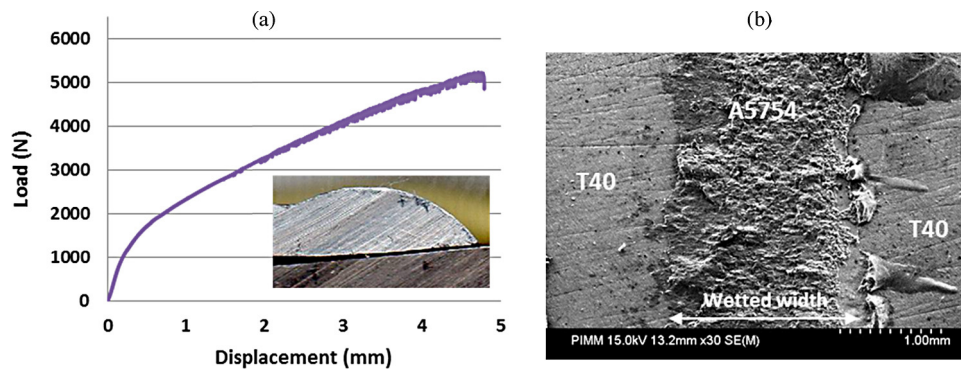 (a)
6000
5000
4000
3000
2000
1000
0
Load (N)
0 1 2 3 4 5
Displacement (mm)
(b)
A5754
T40
T40
Wetted width
PIMM 15.0kV 13.2mm x30 SE(M)
1.00mm